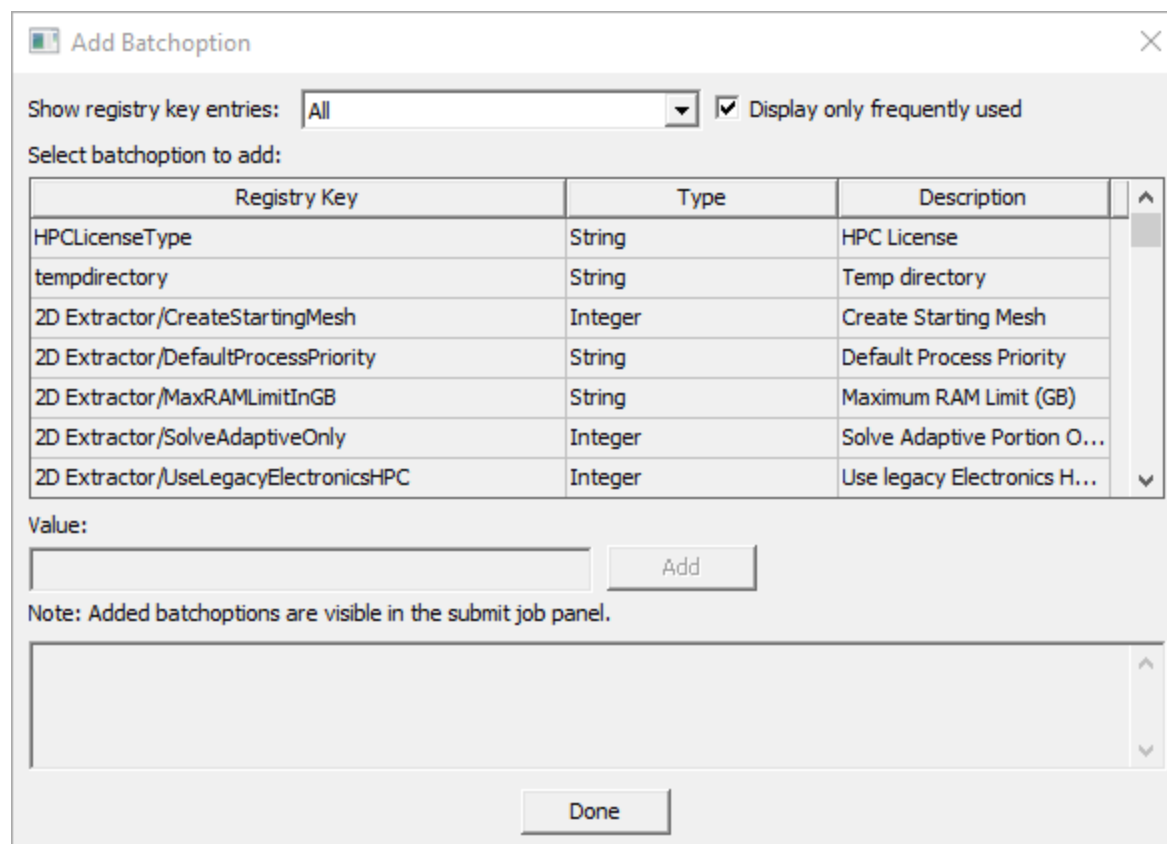 Add Batchoption
Show registry key entries: All Display only frequently used
Select batchoption to add:
Registry Key Type Description
HPCLicenseType String HPC License
tempdirectory String Temp directory
2D Extractor/CreateStartingMesh Integer Create Starting Mesh
2D Extractor/DefaultProcessPriority String Default Process Priority
2D Extractor/MaxRAMLimitInGB String Maximum RAM Limit (GB)
2D Extractor/SolveAdaptiveOnly Integer Solve Adaptive Portion O...
2D Extractor/UseLegacyElectronicsHPC Integer Use legacy Electronics H...
Value:
Add
Note: Added batchoptions are visible in the submit job panel.
Done